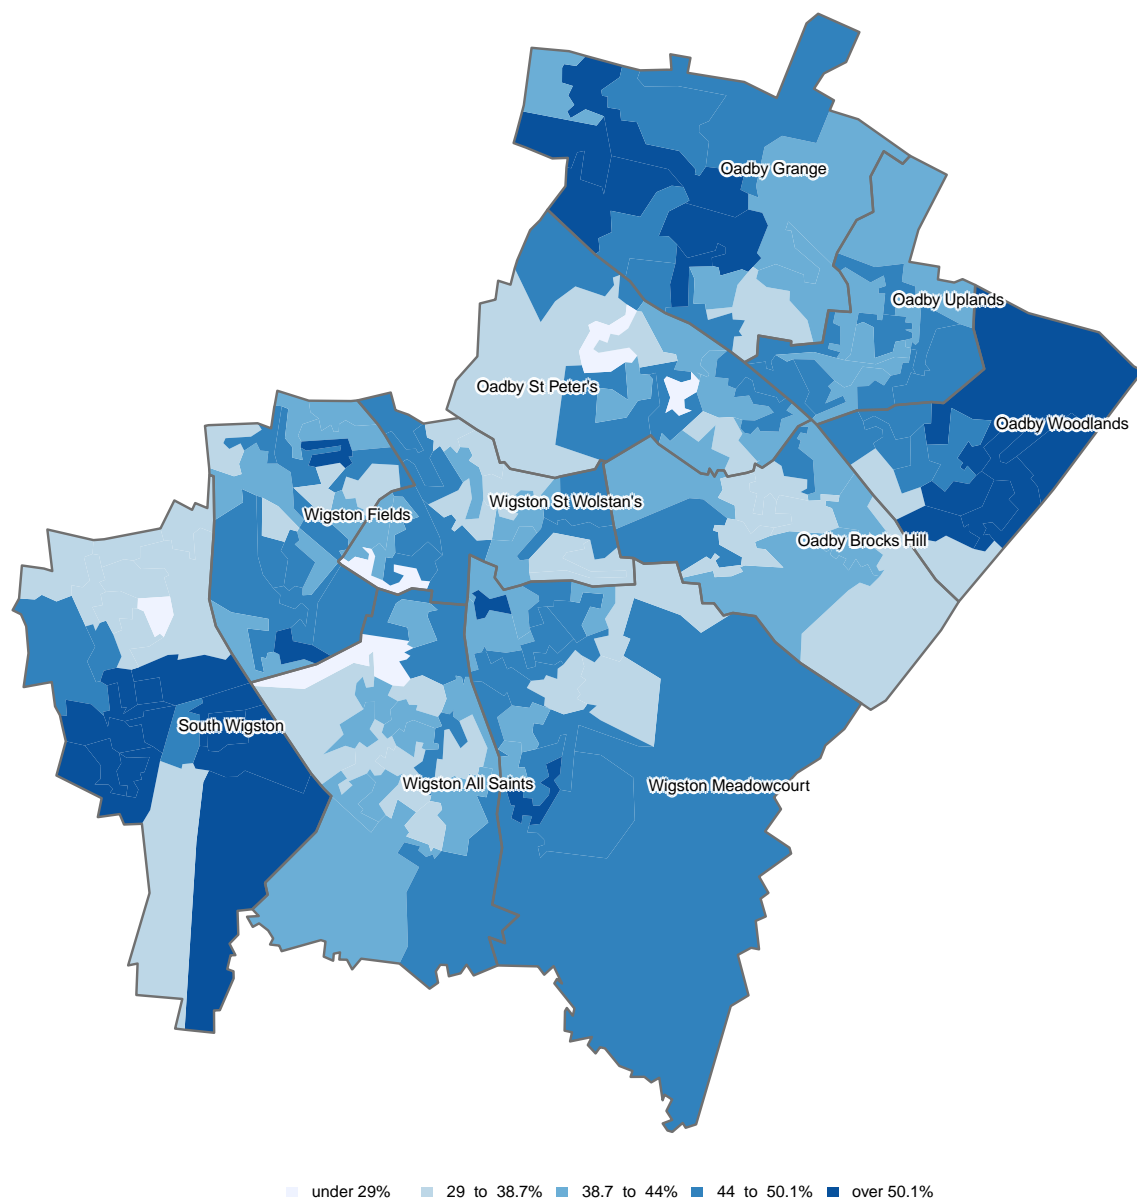 Oadby Grange
Oadby Uplands
Oadby St Peter's
Oadby Woodlands
Wigston St Wolstan's
Wigston Fields
Oadby Brocks Hill
South Wigston
Wigston All Saints
Wigston Meadowcourt
under 29% 29 to 38.7% 38.7 to 44% 44 to 50.1% over 50.1%